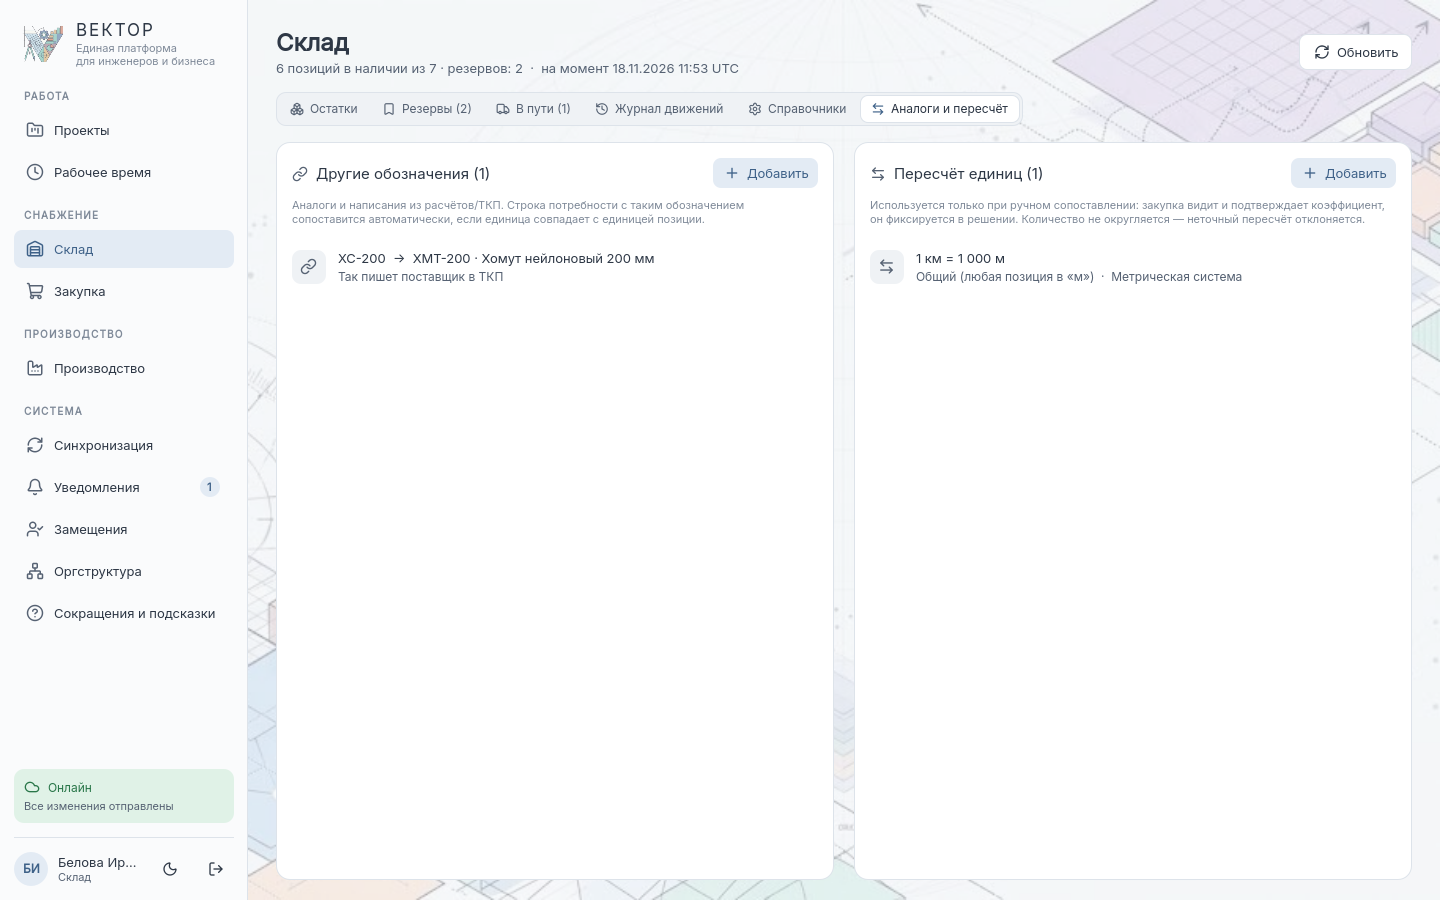 ВЕКТОР
Единая платформа
для инженеров и бизнеса
РАБОТА
Проекты
Рабочее время
СНАБЖЕНИЕ
Склад
Закупка
ПРОИЗВОДСТВО
Производство
СИСТЕМА
Синхронизация
Уведомления 1
Замещения
Оргструктура
Сокращения и подсказки
Онлайн
Все изменения отправлены
БИ
Белова Ир...
Склад
Склад
6 позиций в наличии из 7 · резервов: 2 · на момент 18.11.2026 11:53 UTC
Обновить
Остатки Резервы (2) В пути (1) Журнал движений Справочники Аналоги и пересчёт
Другие обозначения (1) Добавить
Аналоги и написания из расчётов/ТКП. Строка потребности с таким обозначением
сопоставится автоматически, если единица совпадает с единицей позиции.
ХС-200 → ХМТ-200 · Хомут нейлоновый 200 мм
Так пишет поставщик в ТКП
Пересчёт единиц (1) Добавить
Используется только при ручном сопоставлении: закупка видит и подтверждает коэффициент,
он фиксируется в решении. Количество не округляется — неточный пересчёт отклоняется.
1 км = 1 000 м
Общий (любая позиция в «м») · Метрическая система